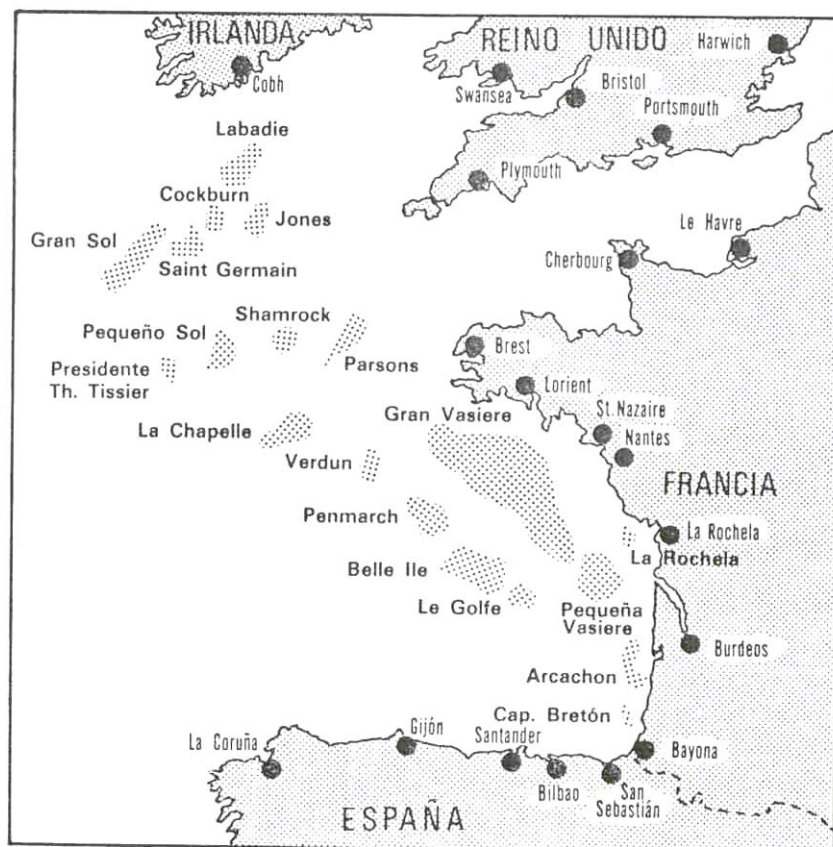 IRLANDA
REINO UNIDO
Harwich
Cobh
Swansea
Bristol
Portsmouth
Labadie
Plymouth
Cockburn
Jones
Gran Sol
Saint Germain
Le Havre
Cherbourg
Shamrock
Pequeño Sol
Presidente
Th. Tissier
Parsons
Brest
Lorient
Gran Vasiere
St. Nazaire
La Chapelle
Nantes
Verdun
FRANCIA
Penmarch
La Rochela
La Rochela
Belle Ile
Le Golfe
Pequeña
Vasiere
Burdeos
Arcachon
Cap. Bretón
La Coruña
Gijón
Santander
Bayona
Bilbao
San
Sebastián
ESPAÑA